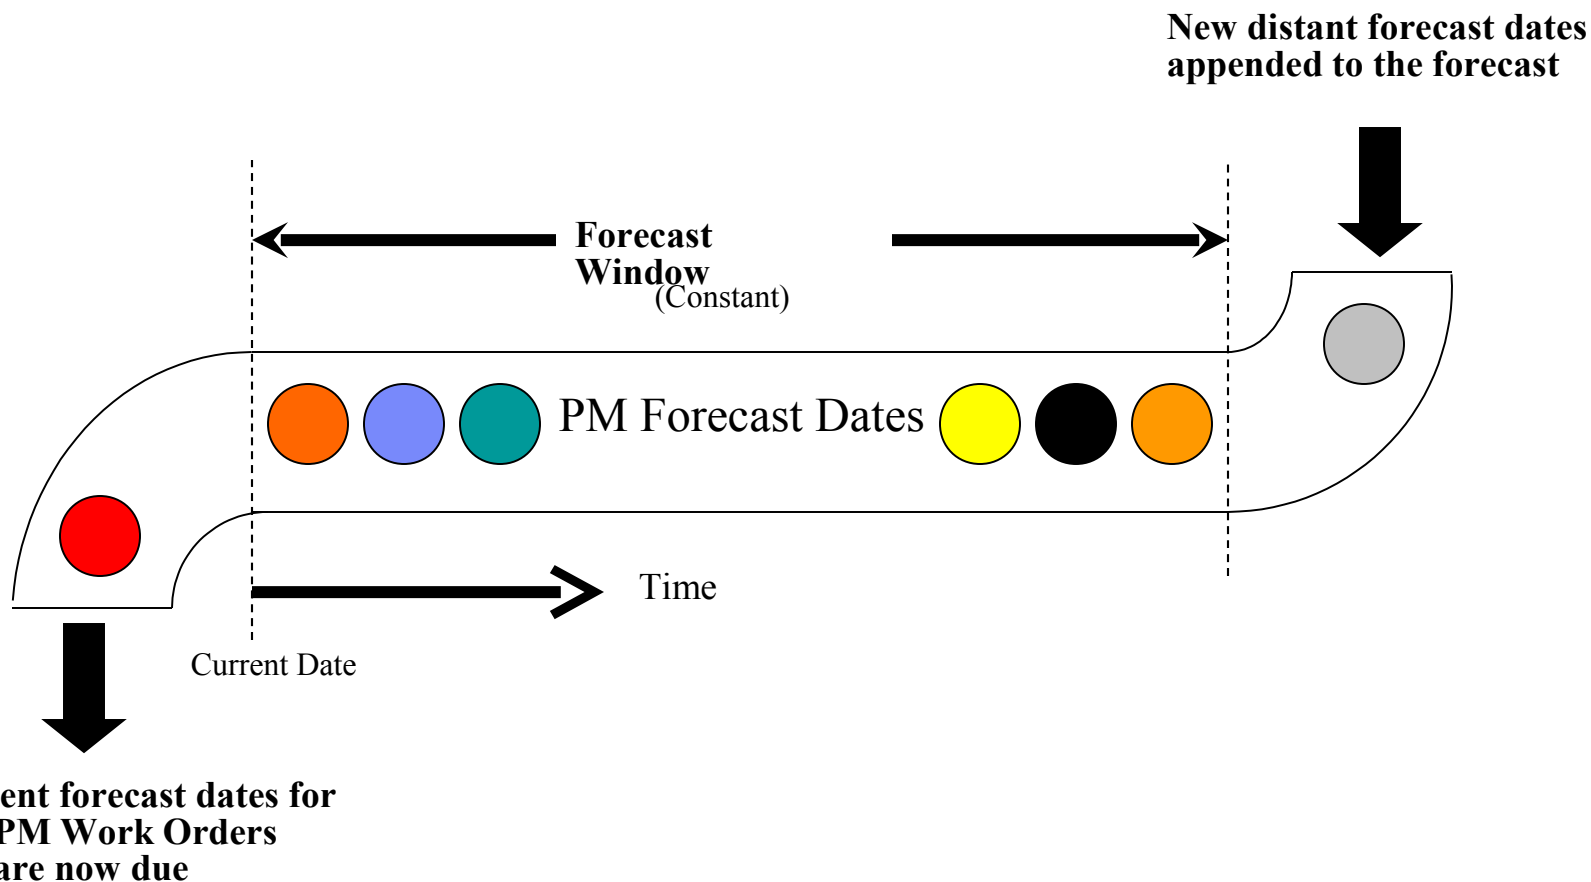 New distant forecast dates
appended to the forecast
Forecast
Window
(Constant)
PM Forecast Dates
Time
Current Date
forecast dates for
PM Work Orders
are now due